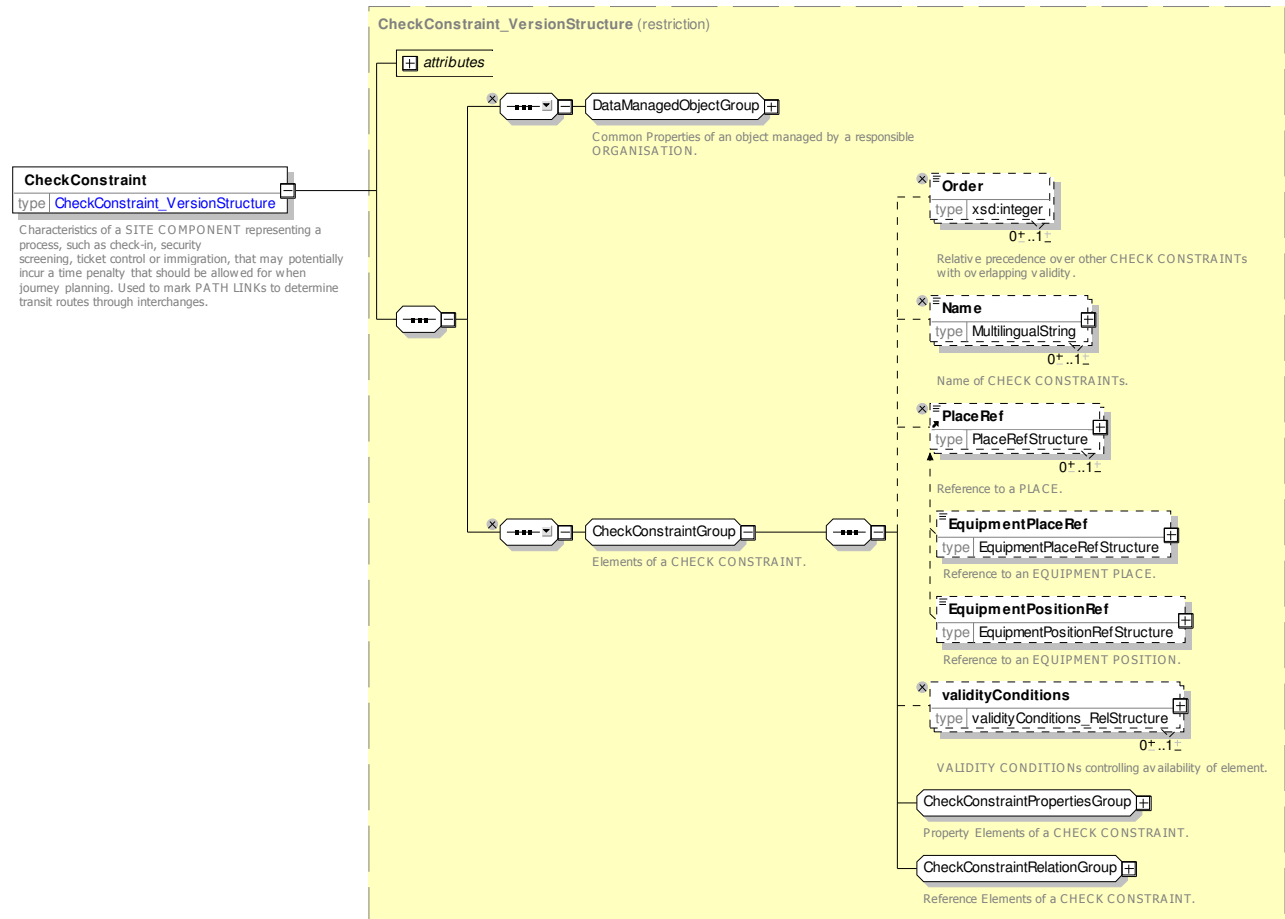 CheckConstraint_VersionStructure (restriction)
attributes
DataManagedObjectGroup
Common Properties of an object managed by a responsible
ORGANISATION.
CheckConstraint
type CheckConstraint_VersionStructure
Characteristics of a SITE COMPONENT representing a
process, such as check-in, security
screening, ticket control or immigration, that may potentially
incur a time penalty that should be allowed for when
journey planning. Used to mark PATH LINKs to determine
transit routes through interchanges.
Order
type xsd:integer
0±..1±
Relative precedence over other CHECK CONSTRAINTs
with overlapping validity.
Name
type MultilingualString
0±..1±
Name of CHECK CONSTRAINTs.
PlaceRef
type PlaceRefStructure
0±..1±
Reference to a PLACE.
EquipmentPlaceRef
type EquipmentPlaceRefStructure
Reference to an EQUIPMENT PLACE.
CheckConstraintGroup
Elements of a CHECK CONSTRAINT.
EquipmentPositionRef
type EquipmentPositionRefStructure
Reference to an EQUIPMENT POSITION.
validityConditions
type validityConditions_RelStructure
0±..1±
VALIDITY CONDITIONs controlling availability of element.
CheckConstraintPropertiesGroup
Property Elements of a CHECK CONSTRAINT.
CheckConstraintRelationGroup
Reference Elements of a CHECK CONSTRAINT.